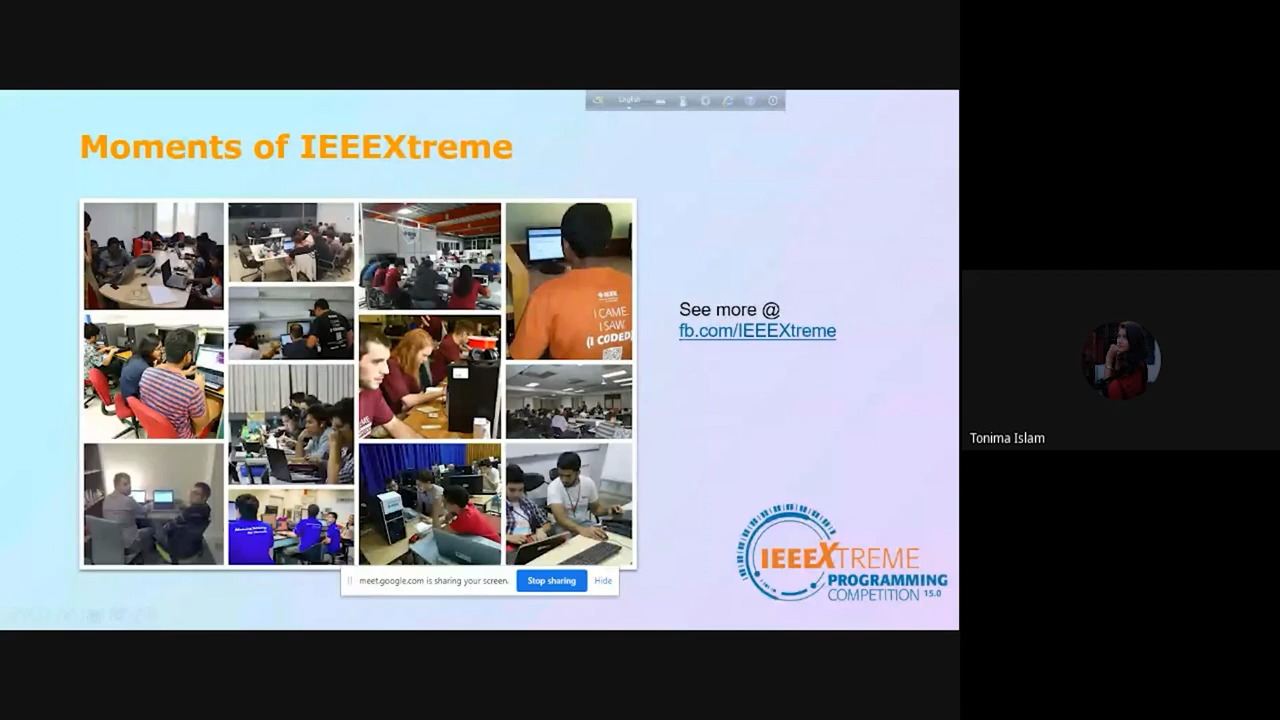 English
Moments of IEEEXtreme
IEEE
I CAME
I SAW
(I CODED)
See more @
fb.com/IEEEXtreme
Tonima Islam
IEEEXTREME
PROGRAMMING
COMPETITION 15.0
meet.google.com is sharing your screen.
Stop sharing
Hide